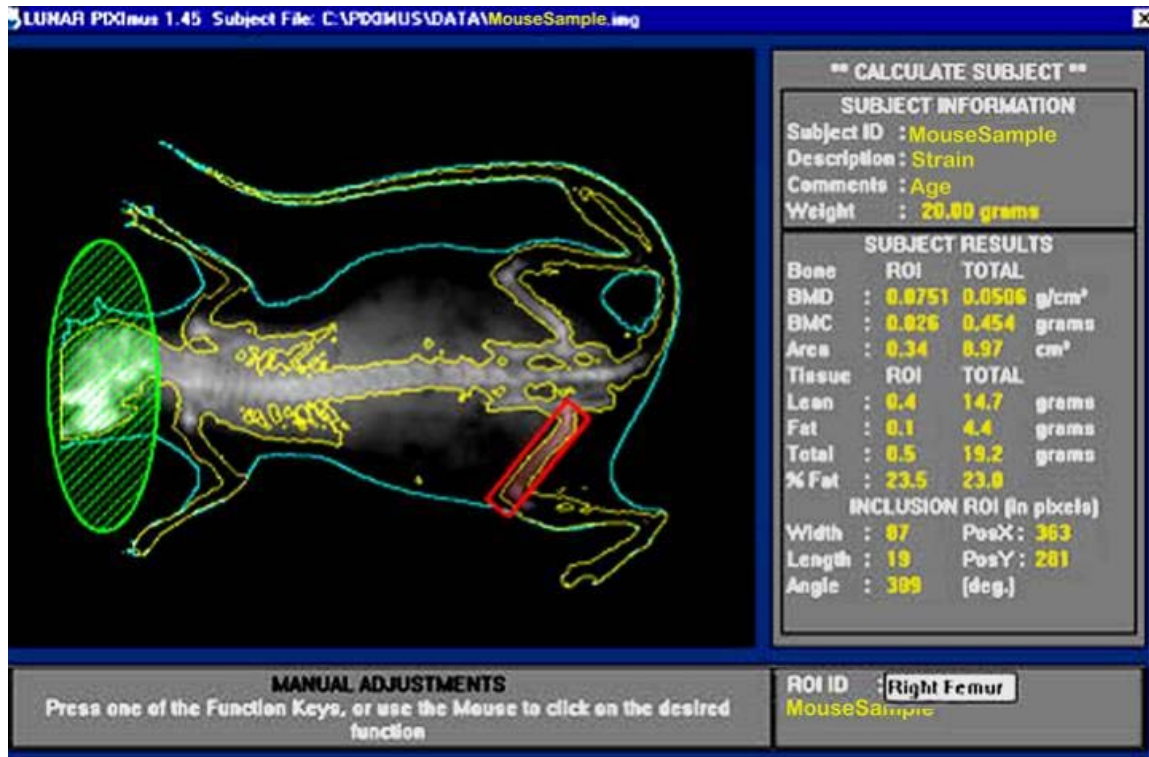 LUNAR PIXImus 1.45 Subject File: C:\PIXIMUS\DATA\MouseSample.img
** CALCULATE SUBJECT **
SUBJECT INFORMATION
Subject ID : MouseSample
Description : Strain
Comments : Age
Weight : 20.00 grams
SUBJECT RESULTS
Bone ROI TOTAL
BMD : 0.0751 0.0506 g/cm²
BMC : 0.026 0.454 grams
Area : 0.34 8.97 cm²
Tissue ROI TOTAL
Lean : 0.4 14.7 grams
Fat : 0.1 4.4 grams
Total : 0.5 19.2 grams
% Fat : 23.5 23.0
INCLUSION ROI (in pixels)
Width : 87 PosX : 363
Length : 19 PosY : 281
Angle : 309 (deg.)
MANUAL ADJUSTMENTS
Press one of the Function Keys, or use the Mouse to click on the desired
function
ROI ID : Right Femur
MouseSample